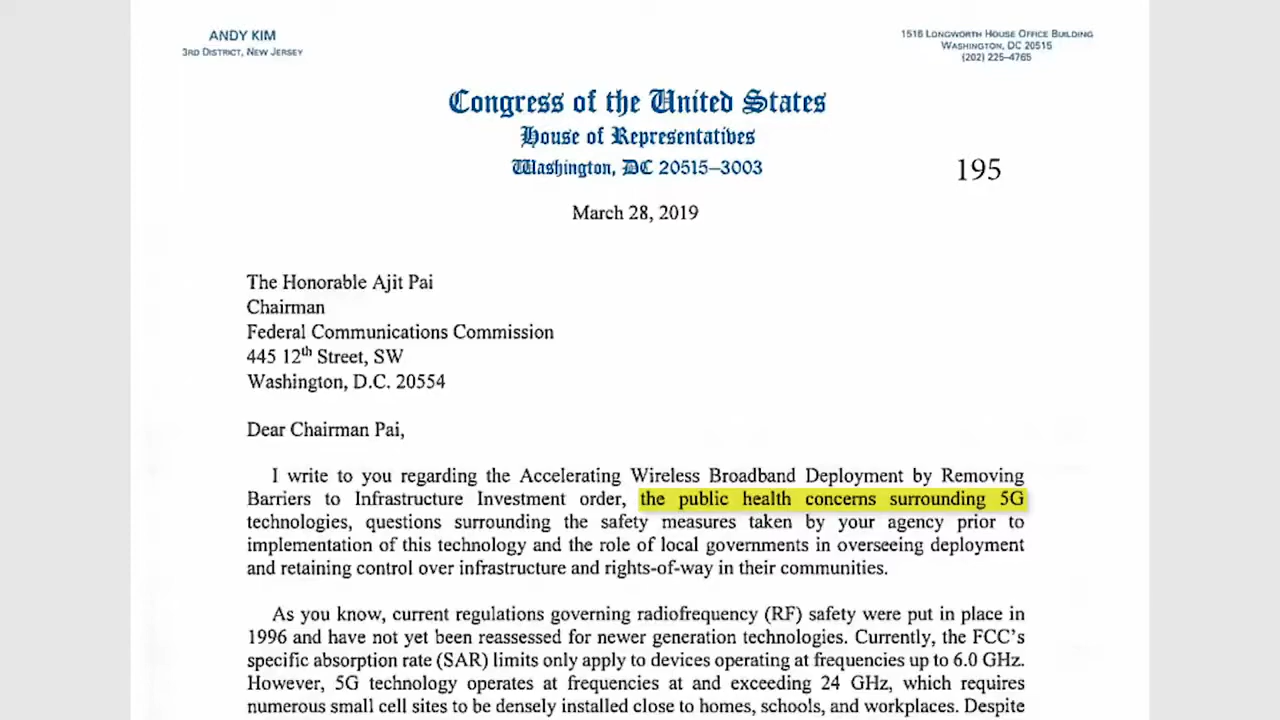 ANDY KIM
3RD DISTRICT, NEW JERSEY
1516 LONGWORTH HOUSE OFFICE BUILDING
WASHINGTON, DC 20515
(202) 225–4765
Congress of the United States
House of Representatives
Washington, DC 20515–3003
195
March 28, 2019
The Honorable Ajit Pai
Chairman
Federal Communications Commission
445 12th Street, SW
Washington, D.C. 20554
Dear Chairman Pai,
I write to you regarding the Accelerating Wireless Broadband Deployment by Removing
Barriers to Infrastructure Investment order, the public health concerns surrounding 5G
technologies, questions surrounding the safety measures taken by your agency prior to
implementation of this technology and the role of local governments in overseeing deployment
and retaining control over infrastructure and rights-of-way in their communities.
As you know, current regulations governing radiofrequency (RF) safety were put in place in
1996 and have not yet been reassessed for newer generation technologies. Currently, the FCC's
specific absorption rate (SAR) limits only apply to devices operating at frequencies up to 6.0 GHz.
However, 5G technology operates at frequencies at and exceeding 24 GHz, which requires
numerous small cell sites to be densely installed close to homes, schools, and workplaces. Despite